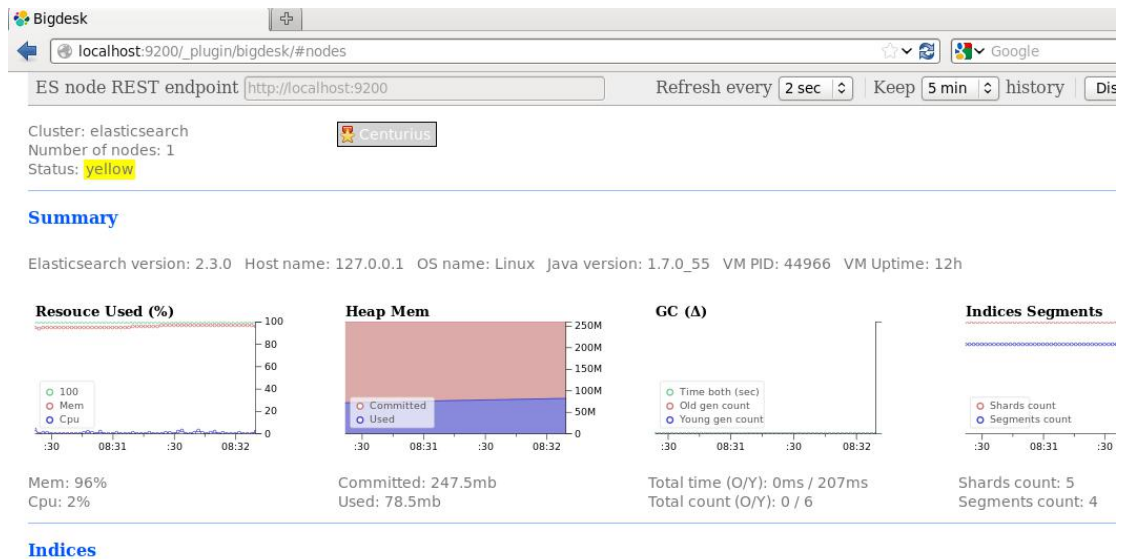 Bigdesk
localhost:9200/_plugin/bigdesk/#nodes
Google
ES node REST endpoint http://localhost:9200 Refresh every 2 sec Keep 5 min history Dis
Cluster: elasticsearch
Number of nodes: 1
Status: yellow
Centurius
Summary
Elasticsearch version: 2.3.0 Host name: 127.0.0.1 OS name: Linux Java version: 1.7.0_55 VM PID: 44966 VM Uptime: 12h
Resouce Used (%)
100
80
60
40
20
0
100
Mem
Cpu
:30 08:31 :30 08:32
Mem: 96%
Cpu: 2%
Heap Mem
250M
200M
150M
100M
50M
0
Committed
Used
:30 08:31 :30 08:32
Committed: 247.5mb
Used: 78.5mb
GC (Δ)
Time both (sec)
Old gen count
Young gen count
:30 08:31 :30 08:32
Total time (O/Y): 0ms / 207ms
Total count (O/Y): 0 / 6
Indices Segments
Shards count
Segments count
:30 08:31 :30
Shards count: 5
Segments count: 4
Indices